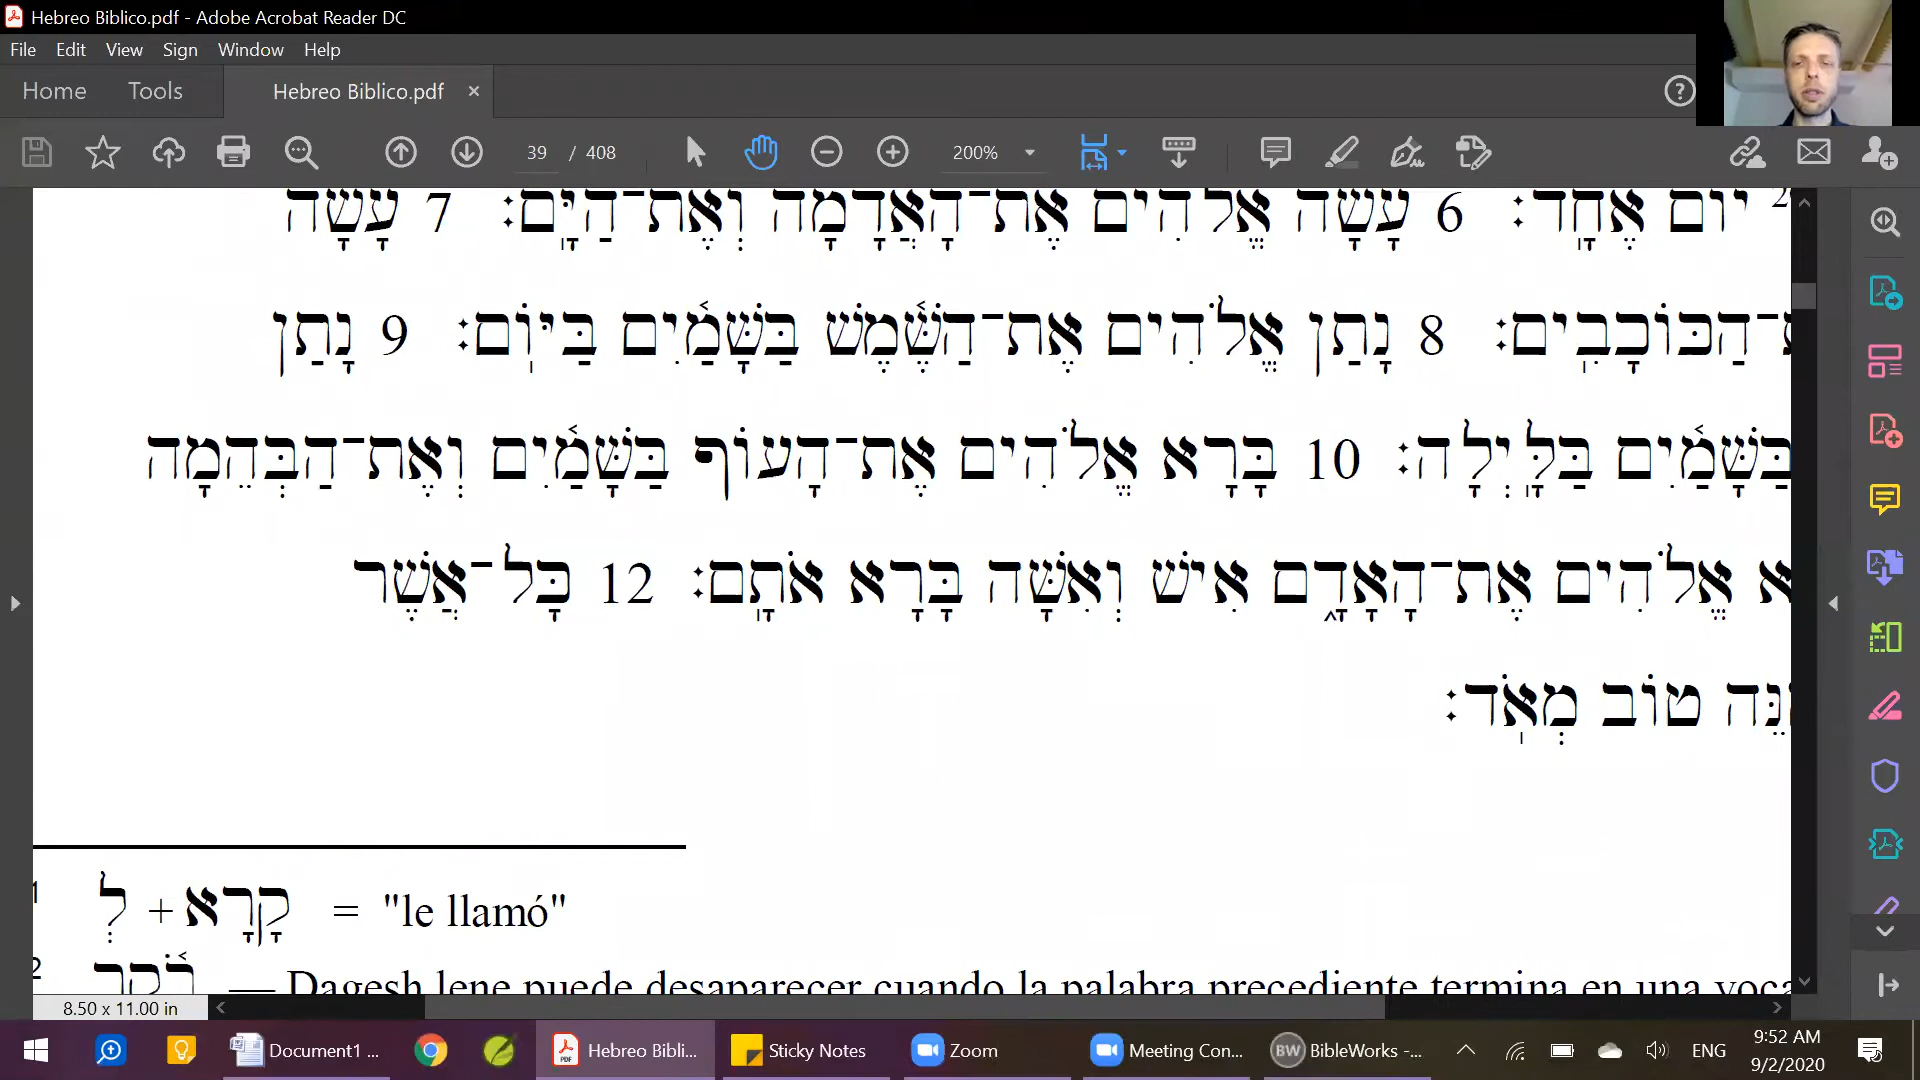 Hebreo Biblico.pdf - Adobe Acrobat Reader DC
File Edit View Sign Window Help
Home Tools Hebreo Biblico.pdf ×
39 / 408 200%
יוֹם אֶחָֽד׃ 6 עָשָׂה אֱלֹהִים אֶת־הָאֲדָמָה וְאֶת־הַיָּֽם׃ 7 עָשָׂה
הַכּוֹכָבִֽים׃ 8 נָתַן אֱלֹהִים אֶת־הַשֶּׁ֫מֶשׁ בַּשָּׁמַ֫יִם בַּיּֽוֹם׃ 9 נָתַן
בַּשָּׁמַ֫יִם בַּלָּֽיְלָה׃ 10 בָּרָא אֱלֹהִים אֶת־הָעוֹף בַּשָּׁמַ֫יִם וְאֶת־הַבְּהֵמָה
אֱלֹהִים אֶת־הָאָדָ֑ם אִישׁ וְאִשָּׁה בָּרָא אֹתָֽם׃ 12 כָּל־אֲשֶׁר
טוֹב מְאֹֽד׃
1 קָרָא + לְ = "le llamó"
2 בֹ֫קֶר — Dagesh lene puede desaparecer cuando la palabra precediente termina en una
8.50 x 11.00 in
Document1 ... Hebreo Bibli... Sticky Notes Zoom Meeting Con... BW BibleWorks -... ENG 9:52 AM
9/2/2020